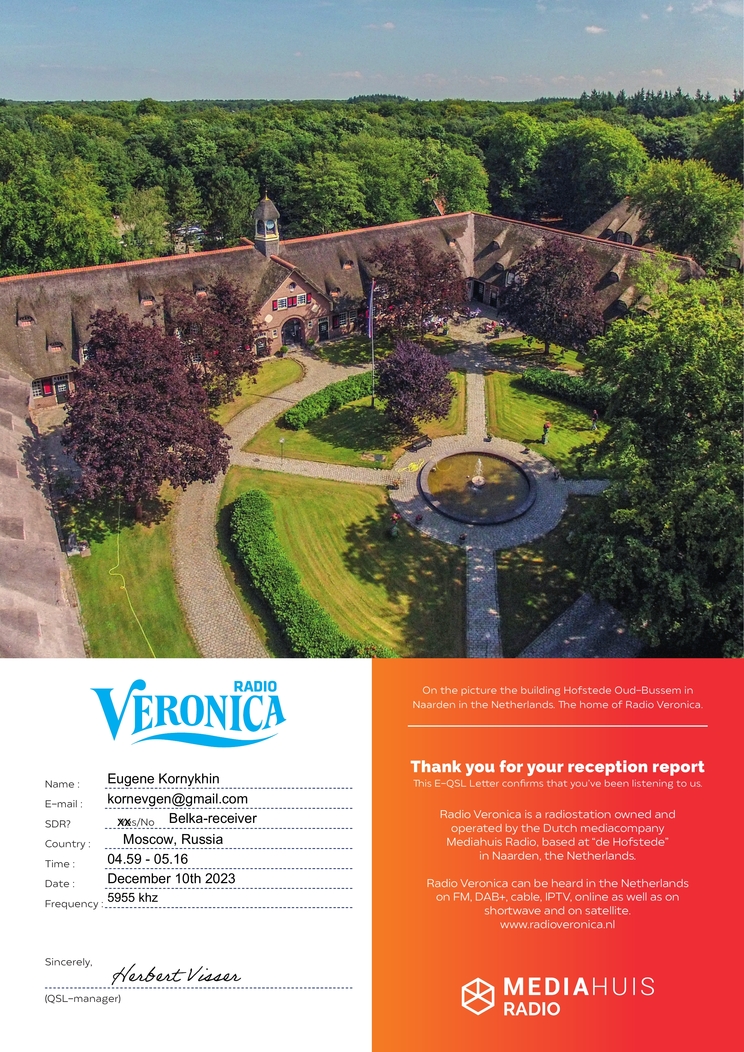 RADIO
VERONICA
Name : Eugene Kornykhin
E-mail : kornevgen@gmail.com
SDR? xxs/No Belka-receiver
Country : Moscow, Russia
Time : 04.59 - 05.16
Date : December 10th 2023
Frequency : 5955 khz
Sincerely,
Herbert Visser
(QSL-manager)
On the picture the building Hofstede Oud-Bussem in
Naarden in the Netherlands. The home of Radio Veronica.
Thank you for your reception report
This E-QSL Letter confirms that you've been listening to us.
Radio Veronica is a radiostation owned and
operated by the Dutch mediacompany
Mediahuis Radio, based at "de Hofstede"
in Naarden, the Netherlands.
Radio Veronica can be heard in the Netherlands
on FM, DAB+, cable, IPTV, online as well as on
shortwave and on satellite.
www.radioveronica.nl
MEDIAHUIS
RADIO